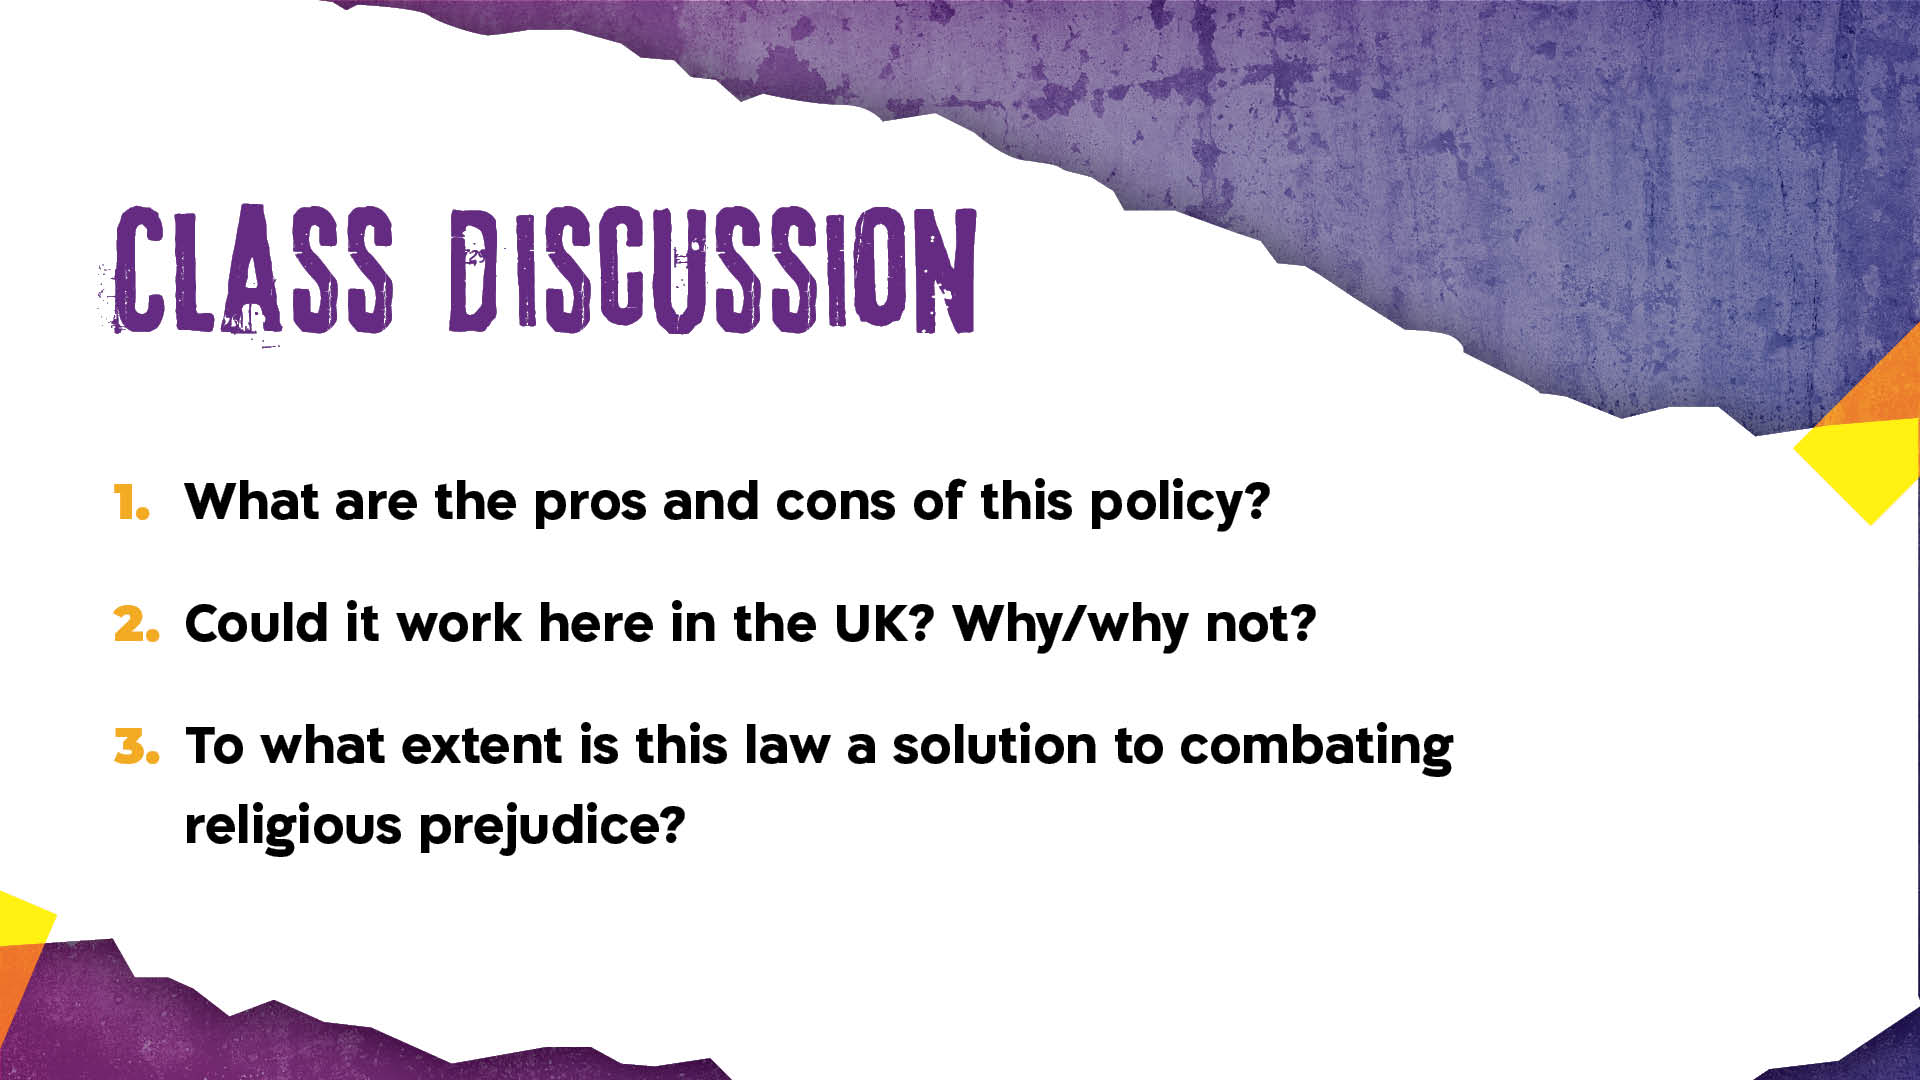 CLASS DISCUSSION
1. What are the pros and cons of this policy?
2. Could it work here in the UK? Why/why not?
3. To what extent is this law a solution to combating
religious prejudice?